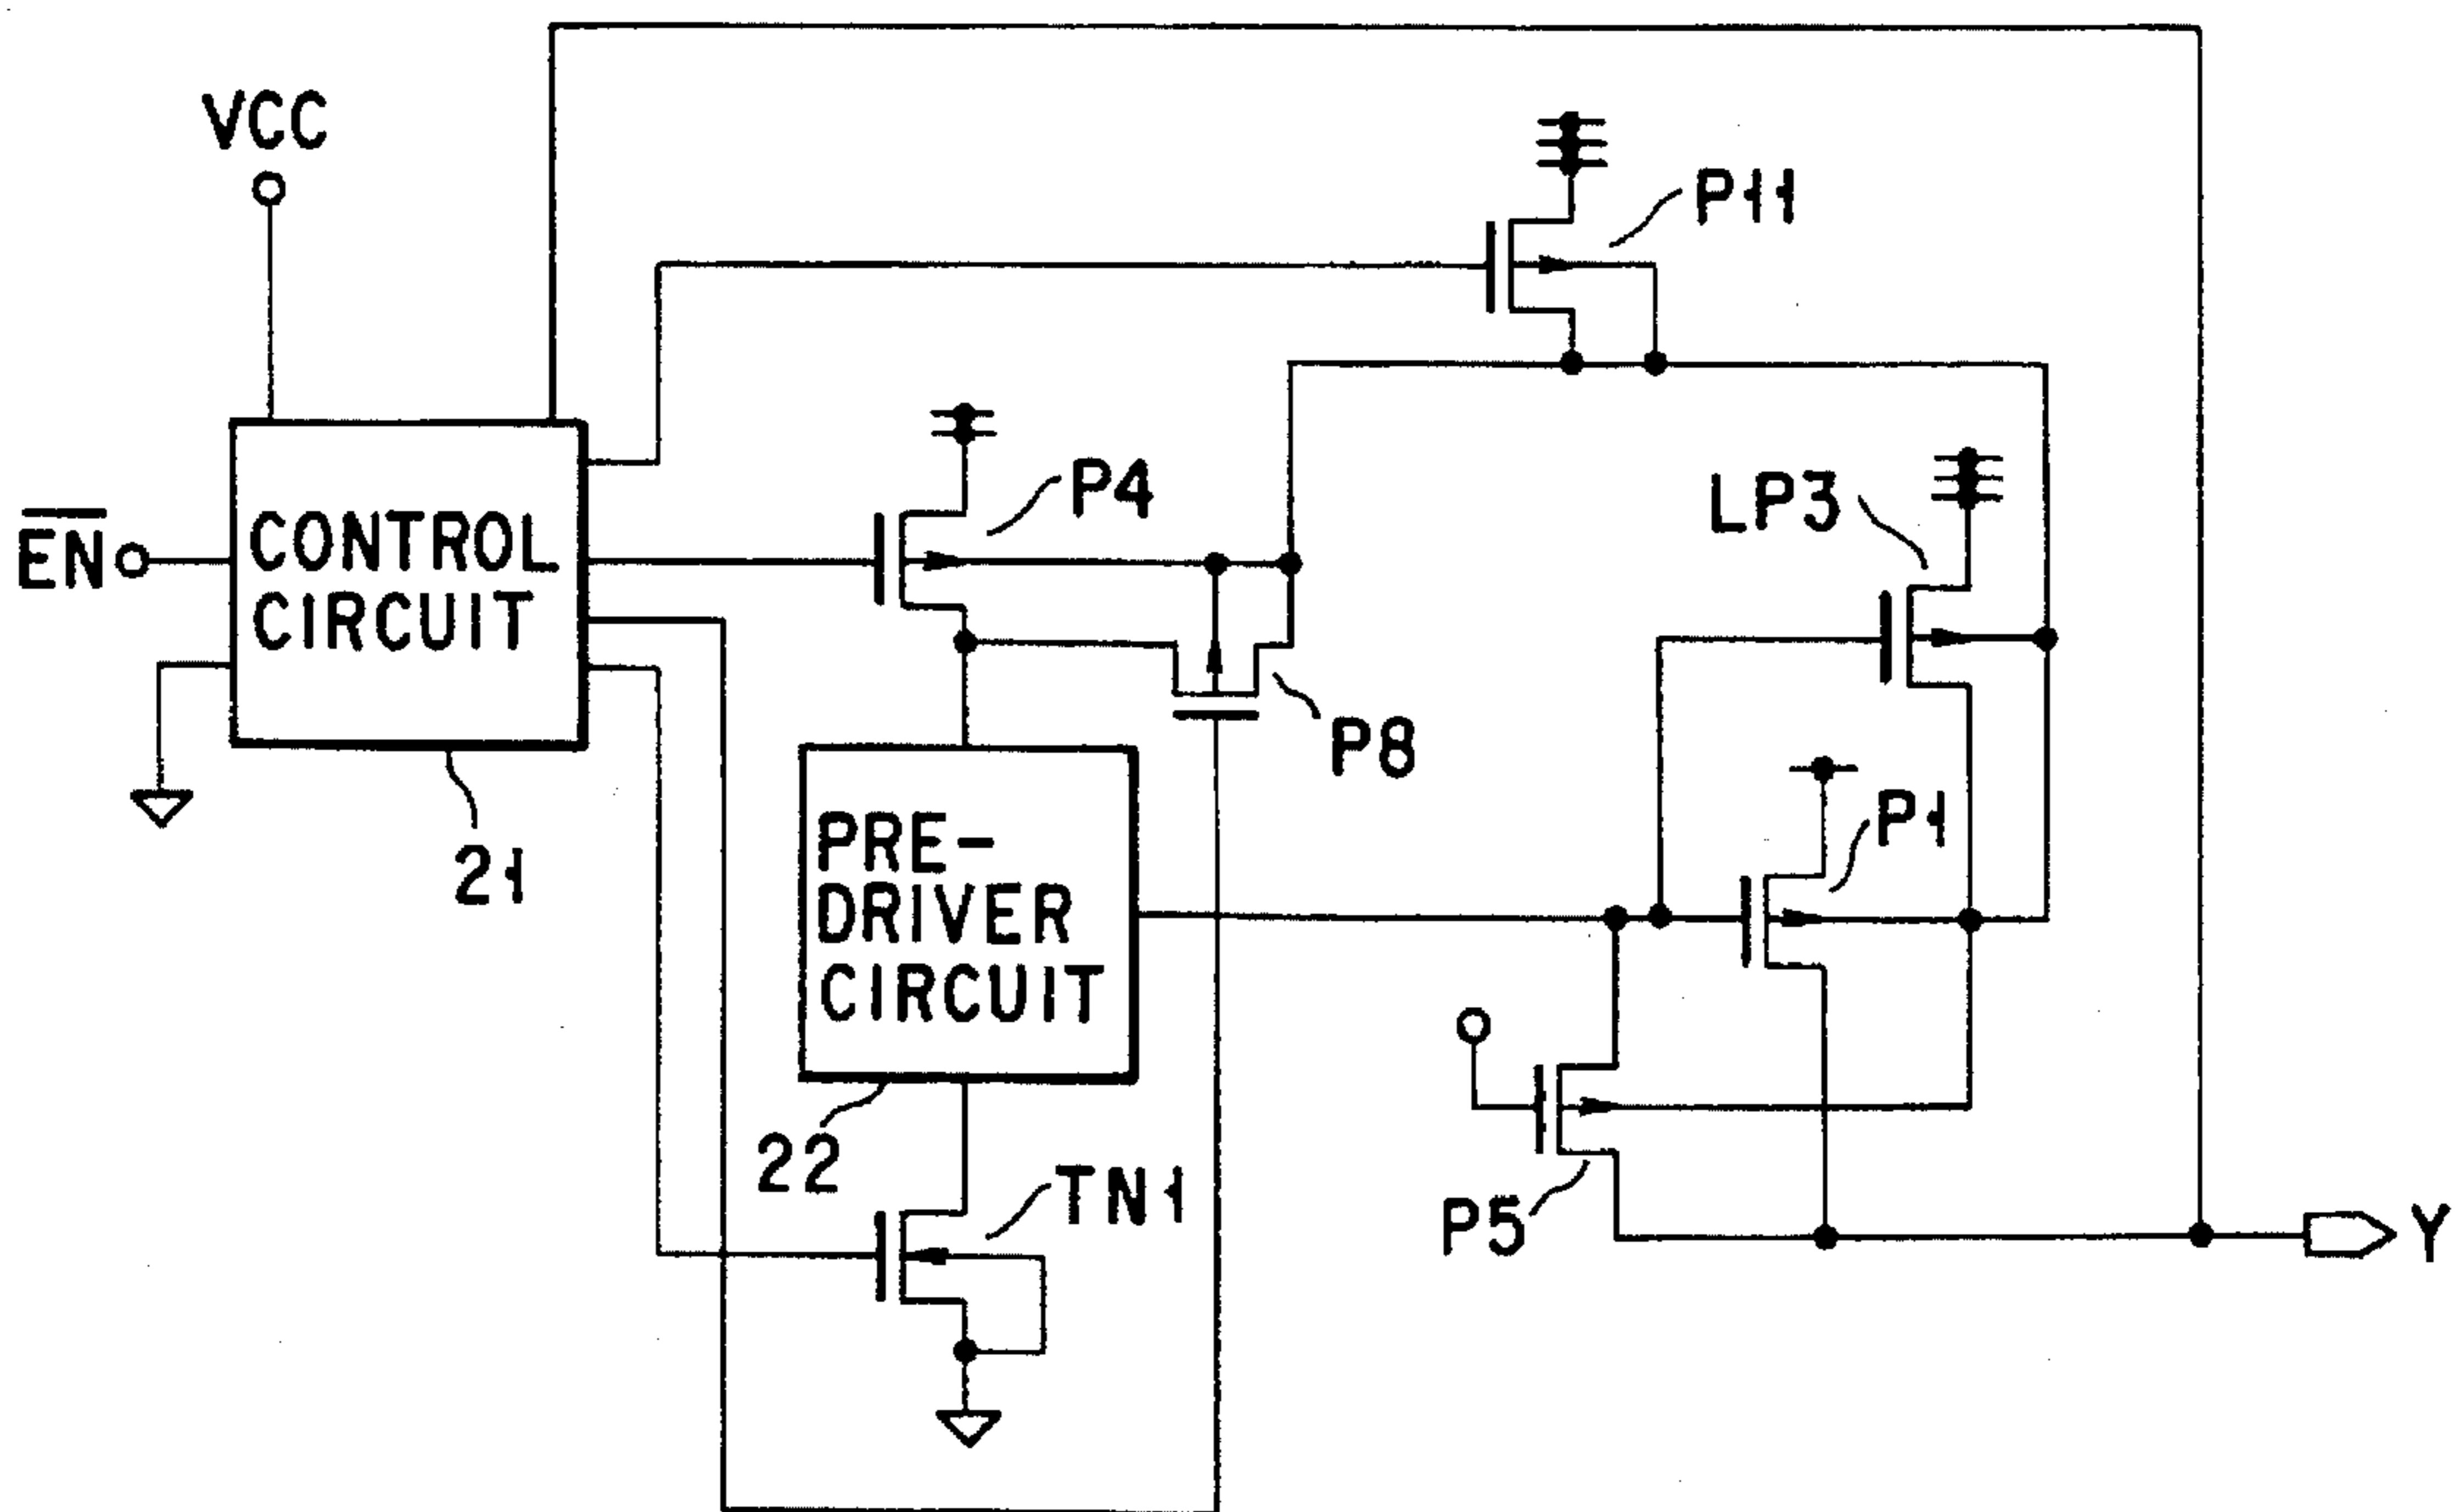 VCC
P11
P4
LP3
EN
CONTROL
CIRCUIT
P8
P1
21
PRE-
DRIVER
CIRCUIT
22
TN1
P5
Y